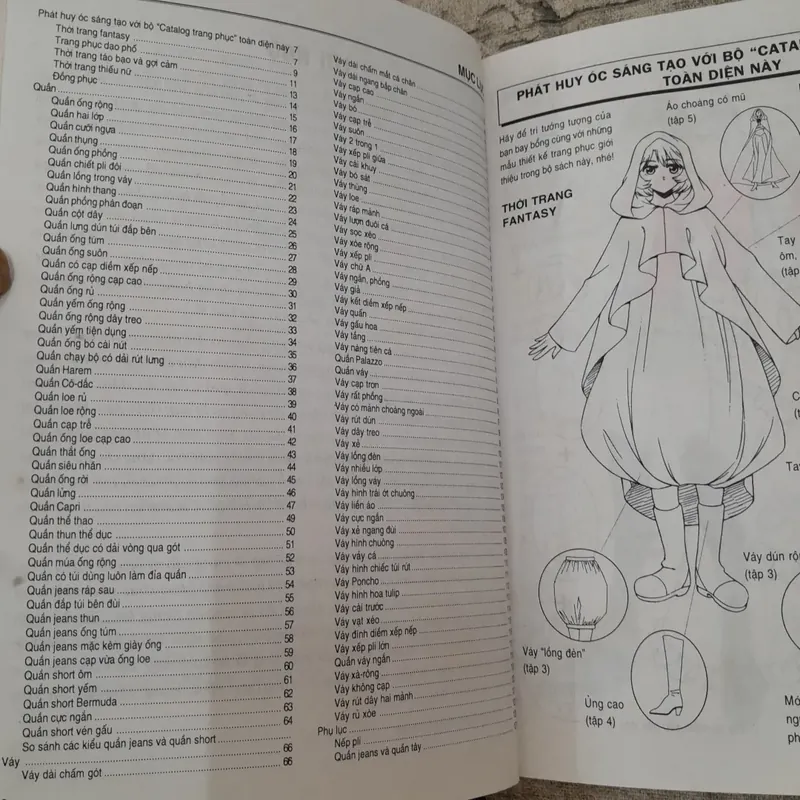 Phát huy óc sáng tạo với bộ "Catalog trang phục" toàn diện này 7
Thời trang fantasy 7
Trang phục dạo phố 9
Thời trang táo bạo và gợi cảm 11
Thời trang thiếu nữ 13
Đồng phục 14
Quần 15
Quần ống rộng 16
Quần hai lớp 17
Quần cưỡi ngựa 18
Quần thụng 19
Quần ống phồng 20
Quần chiết pli đôi 21
Quần lồng trong váy 22
Quần hình thang 23
Quần phồng phân đoạn 24
Quần cột dây 25
Quần lưng dún túi đắp bên 26
Quần ống túm 27
Quần ống suôn 28
Quần có cạp diềm xếp nếp 29
Quần ống rộng cạp cao 30
Quần ống rủ 31
Quần yếm ống rộng 32
Quần ống rộng dây treo 33
Quần yếm tiện dụng 34
Quần ống bó cài nút 35
Quần chạy bộ có dải rút lưng 36
Quần Harem 37
Quần Cô-dắc 38
Quần loe rủ 39
Quần loe rộng 40
Quần cạp trễ 41
Quần ống loe cạp cao 42
Quần thắt ống 43
Quần siêu nhân 44
Quần ống rời 45
Quần lửng 46
Quần Capri 47
Quần thể thao 49
Quần thun thể dục 50
Quần thể dục có dải vòng qua gót 51
Quần múa ống rộng 52
Quần có túi dùng luôn làm đỉa quần 53
Quần jeans ráp sau 54
Quần đắp túi bên đùi 55
Quần jeans thun 56
Quần jeans ống túm 57
Quần jeans mặc kèm giày ống 58
Quần jeans cạp vừa ống loe 59
Quần short ôm 60
Quần short yếm 61
Quần short Bermuda 62
Quần cực ngắn 63
Quần short vén gấu 64
So sánh các kiểu quần jeans và quần short
Váy 66
Váy dài chấm gót 66
MỤC L
Váy dài chấm mắt cá chân
Váy dài ngang bắp chân
Váy cạp cao
Váy ngắn
Váy bó
Váy cạp trễ
Váy suôn
Váy 2 trong 1
Váy xếp pli giữa
Váy cài khuy
Váy bó sát
Váy thùng
Váy loe
Váy ráp mảnh
Váy lượn đuôi cá
Váy sọc xéo
Váy xòe rộng
Váy xếp pli
Váy chữ A
Váy ngắn, phồng
Váy giả
Váy kết diềm xếp nếp
Váy quấn
Váy gấu hoa
Váy tầng
Váy nàng tiên cá
Quần Palazzo
Quần váy
Váy cạp trơn
Váy rất phồng
Váy có mảnh choàng ngoài
Váy rút dún
Váy dây treo
Váy xẻ
Váy lồng đèn
Váy nhiều lớp
Váy lồng váy
Váy hình trái ớt chuông
Váy liền áo
Váy cực ngắn
Váy xẻ ngang đùi
Váy hình chuông
Váy vảy cá
Váy hình chiếc túi rút
Váy Poncho
Váy hình hoa tulip
Váy cài trước
Váy vạt xéo
Váy đính diềm xếp nếp
Váy xếp pli lớn
Quần váy ngắn
Váy xà-rông
Váy không cạp
Váy rút dây hai mảnh
Váy rủ xòe
Phụ lục
Nếp pli
Quần jeans và quần tây
PHÁT HUY ÓC SÁNG TẠO VỚI BỘ "CATA
TOÀN DIỆN NÀY
Hãy để trí tưởng tượng của
bạn bay bổng cùng với những
mẫu thiết kế trang phục giới
thiệu trong bộ sách này, nhé!
THỜI TRANG
FANTASY
Áo choàng có mũ
(tập 5)
Tay
ôm,
(tập
Váy dún rộ
(tập 3)
Váy "lồng đèn"
(tập 3)
Ủng cao
(tập 4)